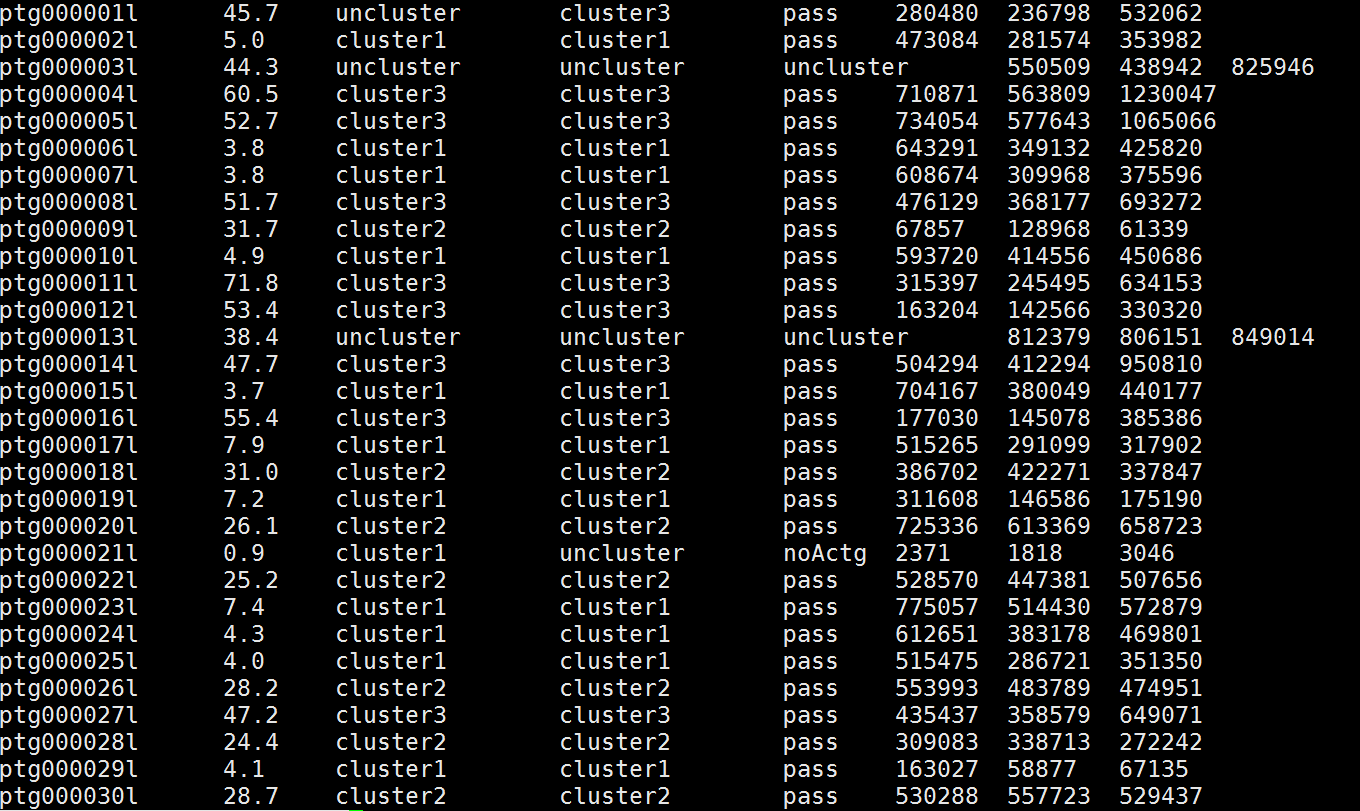 ptg000001l 45.7 uncluster cluster3 pass 280480 236798 532062
ptg000002l 5.0 cluster1 cluster1 pass 473084 281574 353982
ptg000003l 44.3 uncluster uncluster uncluster 550509 438942 825946
ptg000004l 60.5 cluster3 cluster3 pass 710871 563809 1230047
ptg000005l 52.7 cluster3 cluster3 pass 734054 577643 1065066
ptg000006l 3.8 cluster1 cluster1 pass 643291 349132 425820
ptg000007l 3.8 cluster1 cluster1 pass 608674 309968 375596
ptg000008l 51.7 cluster3 cluster3 pass 476129 368177 693272
ptg000009l 31.7 cluster2 cluster2 pass 67857 128968 61339
ptg000010l 4.9 cluster1 cluster1 pass 593720 414556 450686
ptg000011l 71.8 cluster3 cluster3 pass 315397 245495 634153
ptg000012l 53.4 cluster3 cluster3 pass 163204 142566 330320
ptg000013l 38.4 uncluster uncluster uncluster 812379 806151 849014
ptg000014l 47.7 cluster3 cluster3 pass 504294 412294 950810
ptg000015l 3.7 cluster1 cluster1 pass 704167 380049 440177
ptg000016l 55.4 cluster3 cluster3 pass 177030 145078 385386
ptg000017l 7.9 cluster1 cluster1 pass 515265 291099 317902
ptg000018l 31.0 cluster2 cluster2 pass 386702 422271 337847
ptg000019l 7.2 cluster1 cluster1 pass 311608 146586 175190
ptg000020l 26.1 cluster2 cluster2 pass 725336 613369 658723
ptg000021l 0.9 cluster1 uncluster noActg 2371 1818 3046
ptg000022l 25.2 cluster2 cluster2 pass 528570 447381 507656
ptg000023l 7.4 cluster1 cluster1 pass 775057 514430 572879
ptg000024l 4.3 cluster1 cluster1 pass 612651 383178 469801
ptg000025l 4.0 cluster1 cluster1 pass 515475 286721 351350
ptg000026l 28.2 cluster2 cluster2 pass 553993 483789 474951
ptg000027l 47.2 cluster3 cluster3 pass 435437 358579 649071
ptg000028l 24.4 cluster2 cluster2 pass 309083 338713 272242
ptg000029l 4.1 cluster1 cluster1 pass 163027 58877 67135
ptg000030l 28.7 cluster2 cluster2 pass 530288 557723 529437